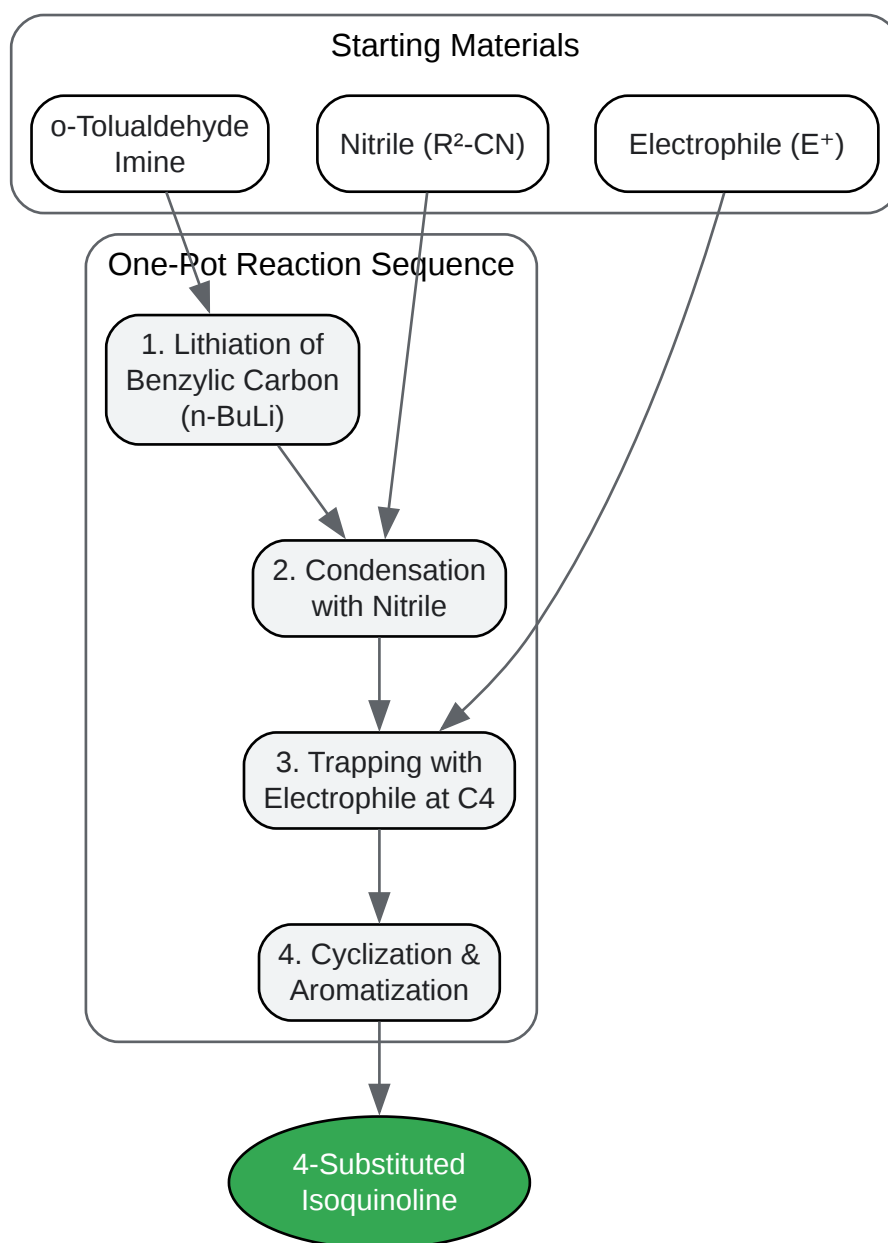 Starting Materials
o-Tolualdehyde
Imine
Nitrile (R²-CN)
Electrophile (E⁺)
One-Pot Reaction Sequence
1. Lithiation of
Benzylic Carbon
(n-BuLi)
2. Condensation
with Nitrile
3. Trapping with
Electrophile at C4
4. Cyclization &
Aromatization
4-Substituted
Isoquinoline